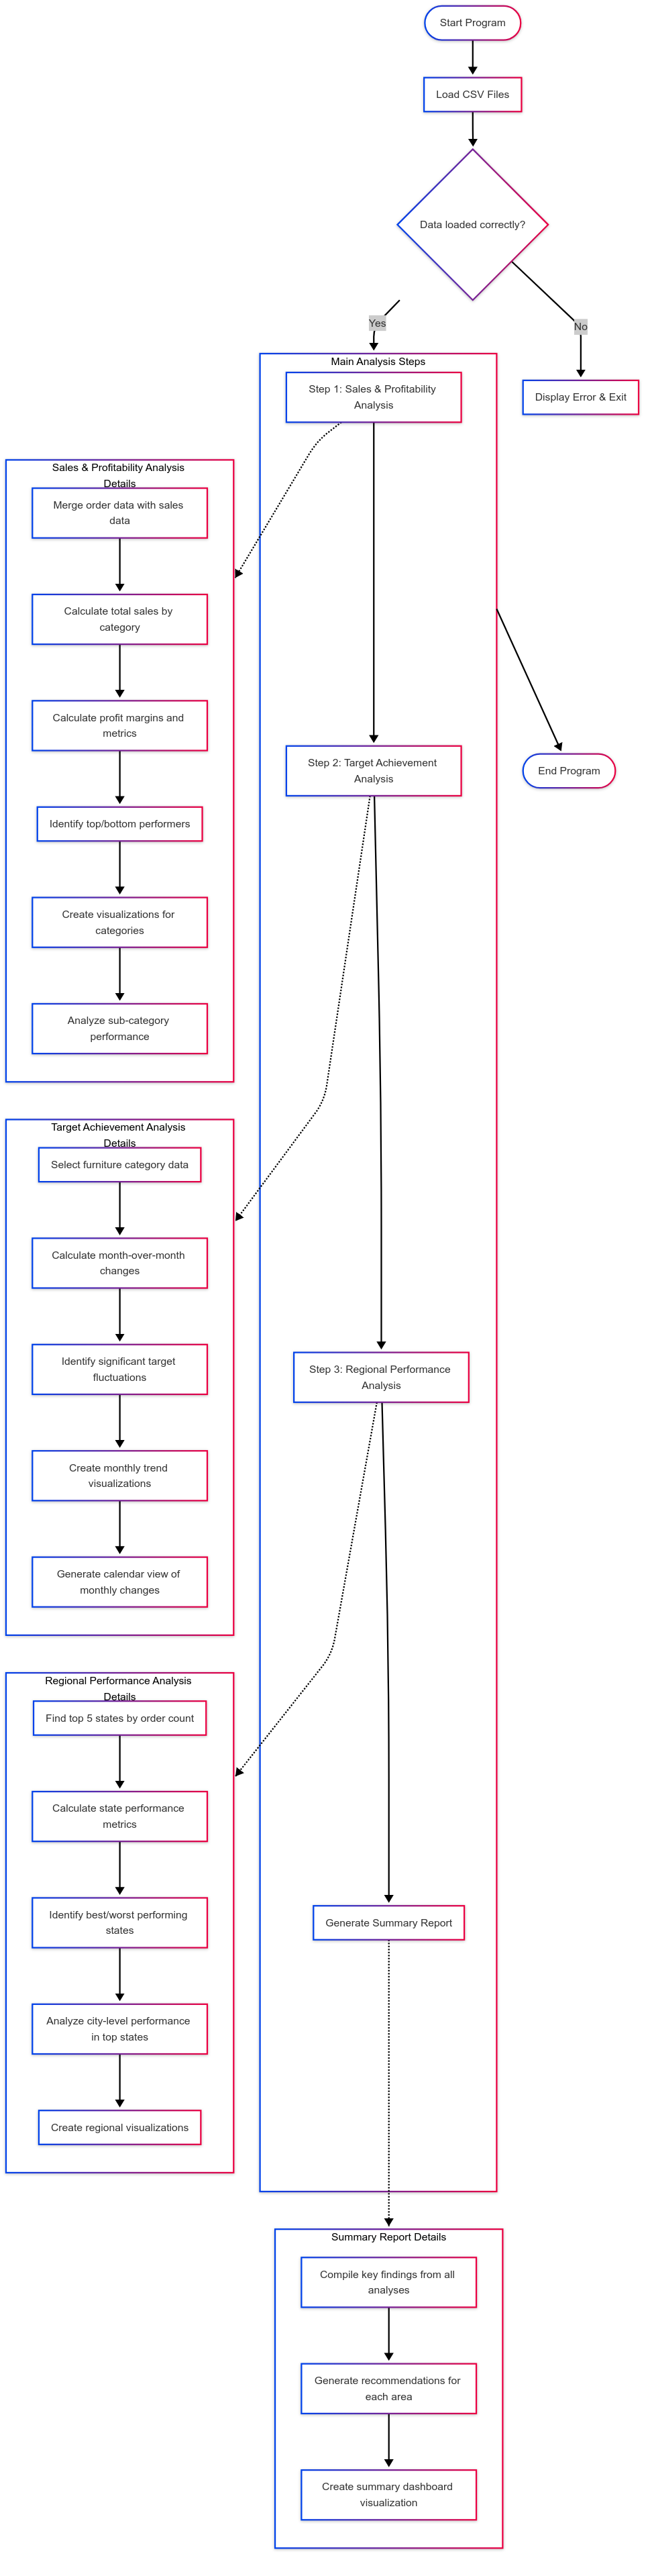 Start Program
Load CSV Files
Data loaded correctly?
Yes
No
Display Error & Exit
Main Analysis Steps
Step 1: Sales & Profitability
Analysis
Step 2: Target Achievement
Analysis
Step 3: Regional Performance
Analysis
Generate Summary Report
End Program
Sales & Profitability Analysis
Details
Merge order data with sales
data
Calculate total sales by
category
Calculate profit margins and
metrics
Identify top/bottom performers
Create visualizations for
categories
Analyze sub-category
performance
Target Achievement Analysis
Details
Select furniture category data
Calculate month-over-month
changes
Identify significant target
fluctuations
Create monthly trend
visualizations
Generate calendar view of
monthly changes
Regional Performance Analysis
Details
Find top 5 states by order count
Calculate state performance
metrics
Identify best/worst performing
states
Analyze city-level performance
in top states
Create regional visualizations
Summary Report Details
Compile key findings from all
analyses
Generate recommendations for
each area
Create summary dashboard
visualization